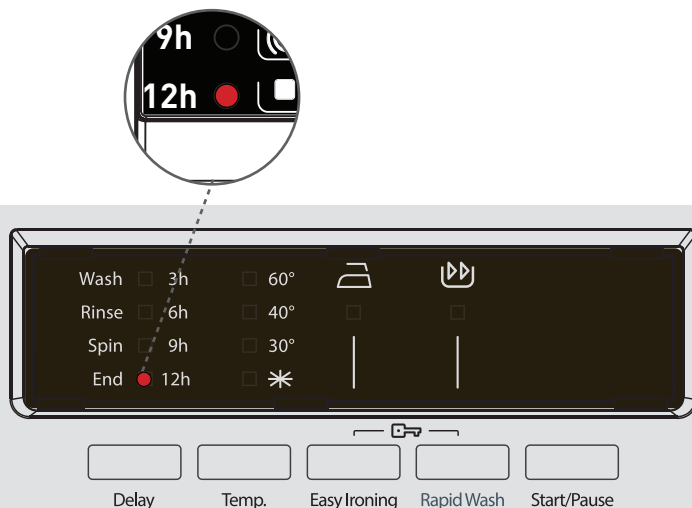 9h
12h
Wash 3h 60°
Rinse 6h 40°
Spin 9h 30°
End 12h
Delay Temp. Easy Ironing Rapid Wash Start/Pause